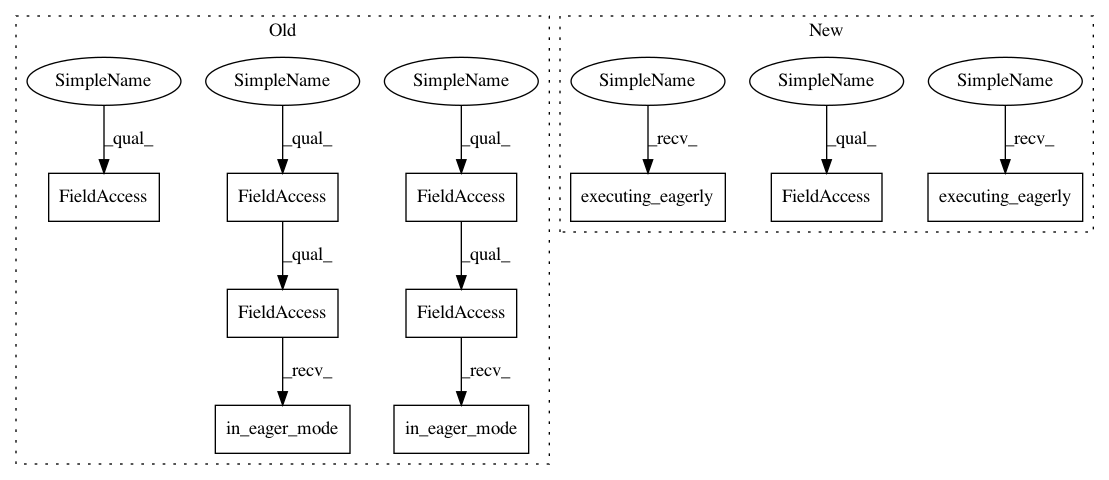 Old
New
SimpleName SimpleName SimpleName SimpleName SimpleName SimpleName
_qual_ _qual_ _qual_ _recv_ _qual_ _recv_
FieldAccess FieldAccess FieldAccess executing_eagerly FieldAccess executing_eagerly
_qual_ _qual_
FieldAccess FieldAccess
_recv_ _recv_
in_eager_mode in_eager_mode